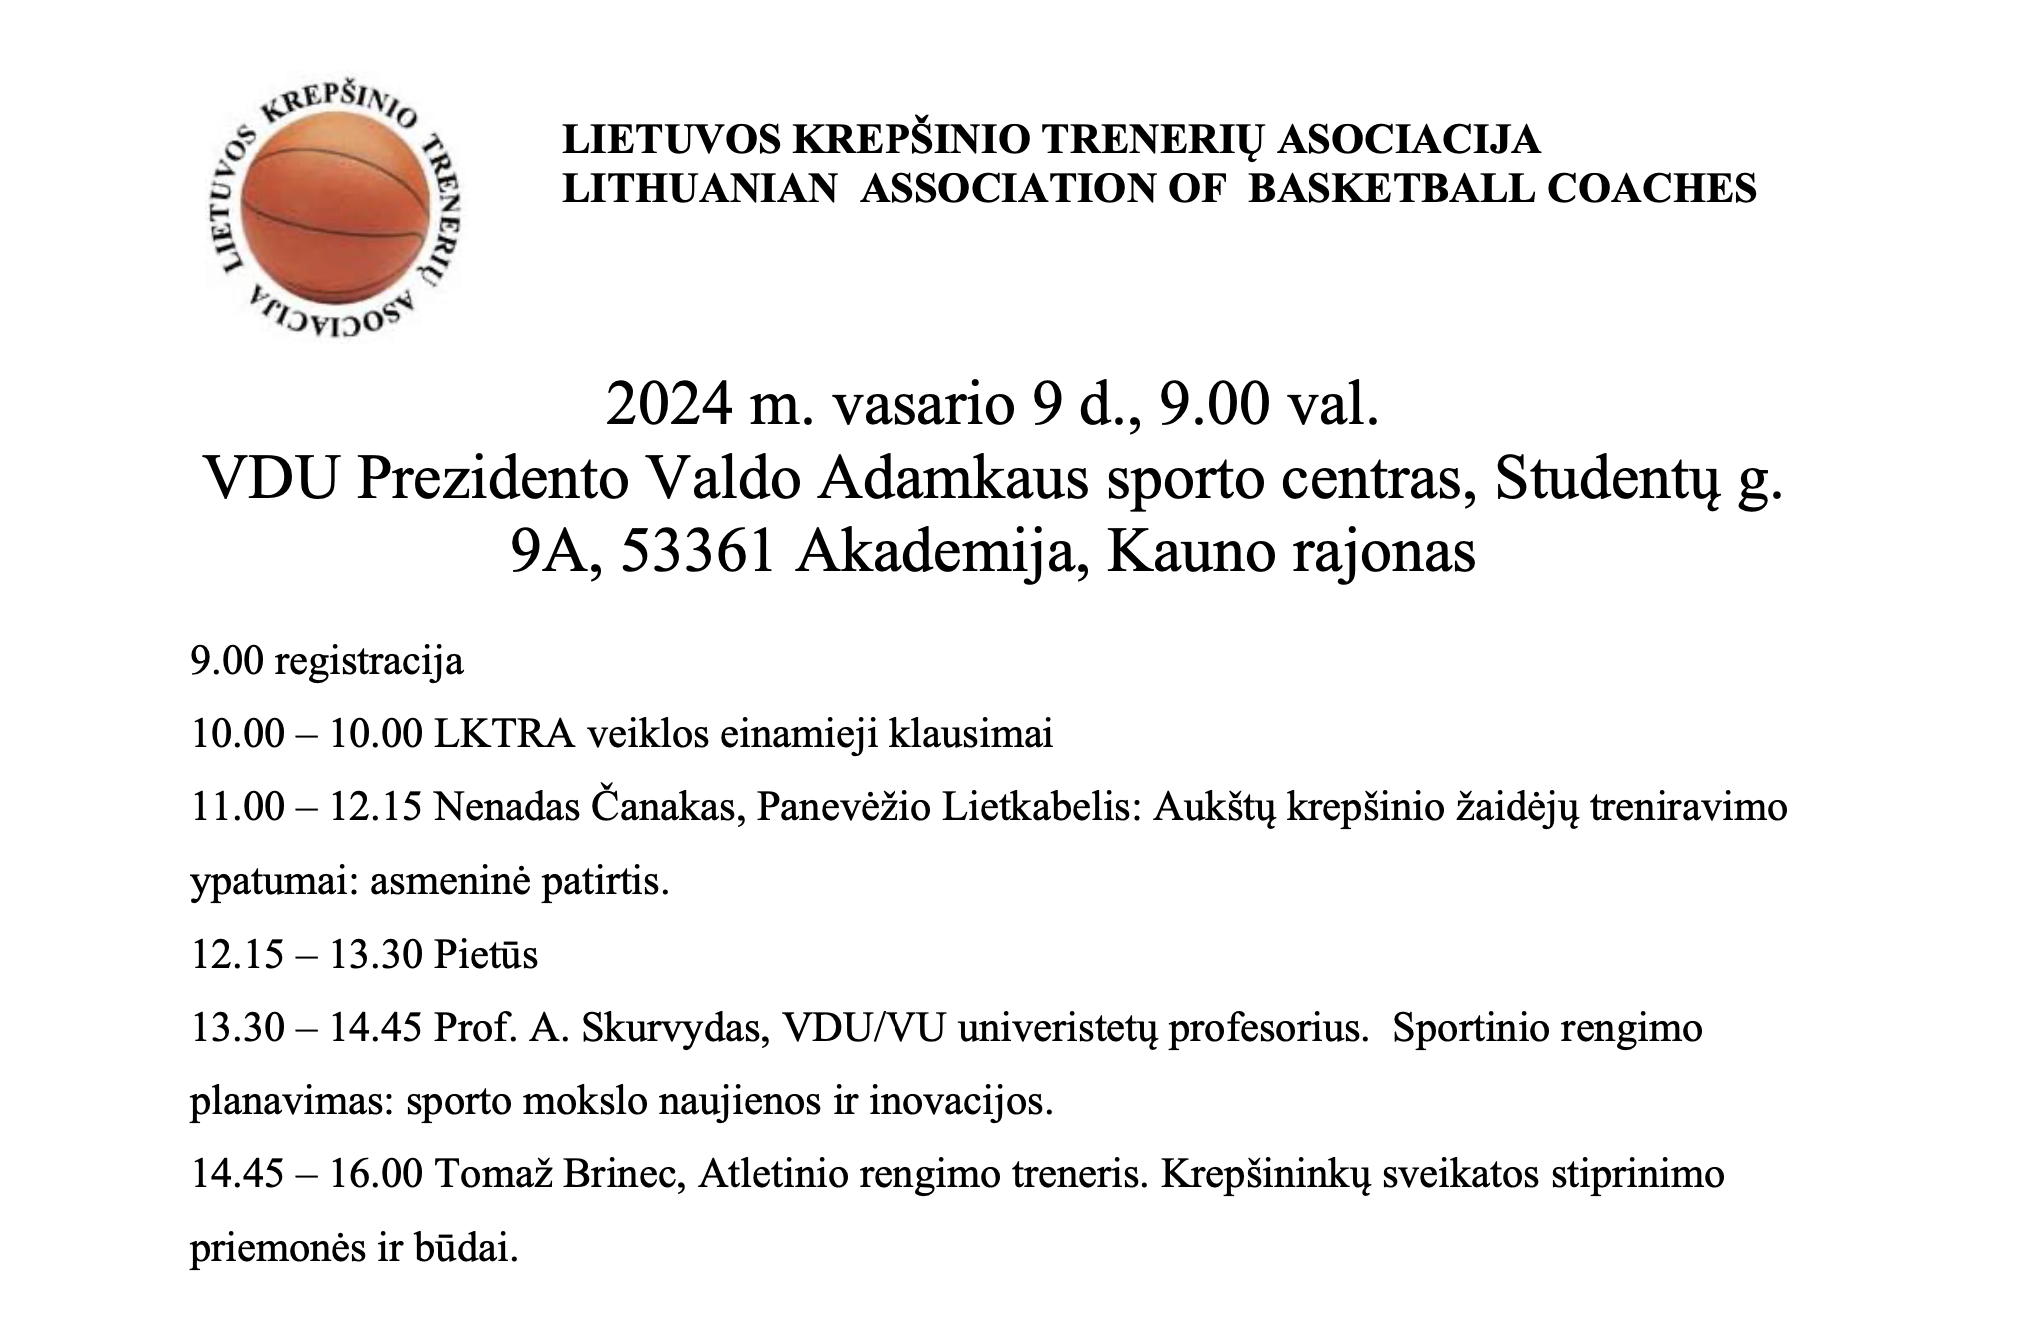 LIETUVOS KREPŠINIO TRENERIŲ ASOCIACIJA
LIETUVOS KREPŠINIO TRENERIŲ ASOCIACIJA
LITHUANIAN  ASSOCIATION OF  BASKETBALL COACHES
2024 m. vasario 9 d., 9.00 val.
VDU Prezidento Valdo Adamkaus sporto centras, Studentų g.
9A, 53361 Akademija, Kauno rajonas
9.00 registracija
10.00 – 10.00 LKTRA veiklos einamieji klausimai
11.00 – 12.15 Nenadas Čanakas, Panevėžio Lietkabelis: Aukštų krepšinio žaidėjų treniravimo
ypatumai: asmeninė patirtis.
12.15 – 13.30 Pietūs
13.30 – 14.45 Prof. A. Skurvydas, VDU/VU univeristetų profesorius.  Sportinio rengimo
planavimas: sporto mokslo naujienos ir inovacijos.
14.45 – 16.00 Tomaž Brinec, Atletinio rengimo treneris. Krepšininkų sveikatos stiprinimo
priemonės ir būdai.